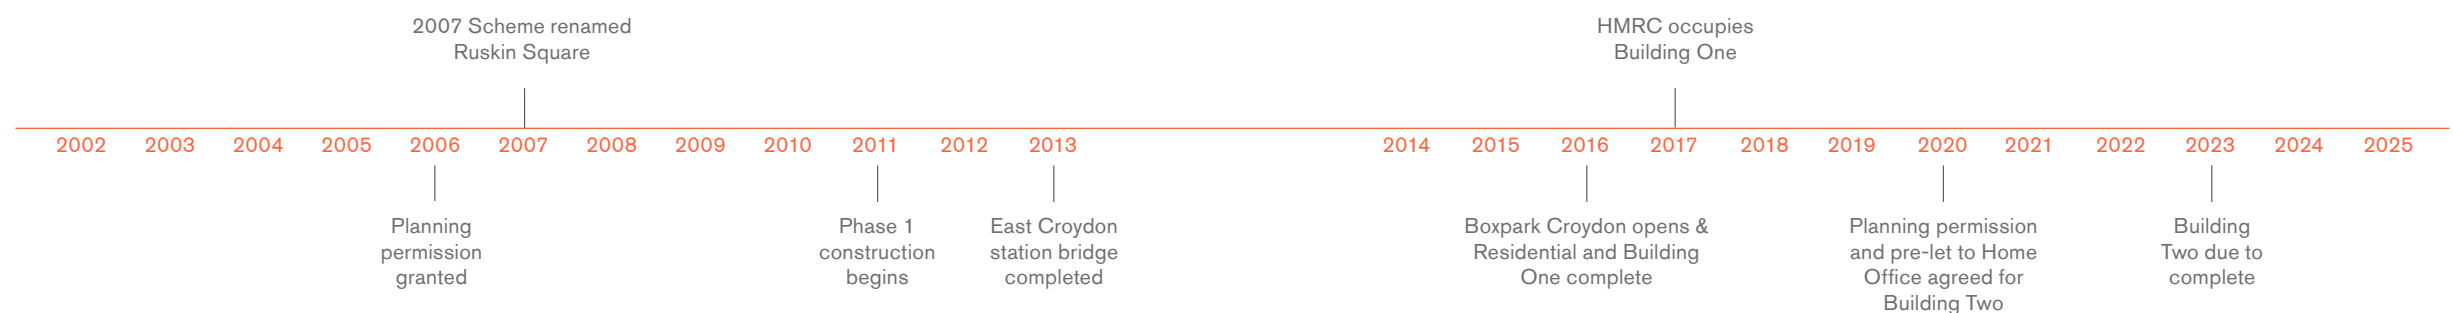 2007 Scheme renamed
Ruskin Square
HMRC occupies
Building One
2002 2003 2004 2005 2006 2007 2008 2009 2010 2011 2012 2013 2014 2015 2016 2017 2018 2019 2020 2021 2022 2023 2024 2025
Planning
permission
granted
Phase 1
construction
begins
East Croydon
station bridge
completed
Boxpark Croydon opens &
Residential and Building
One complete
Planning permission
and pre-let to Home
Office agreed for
Building Two
Building
Two due to
complete